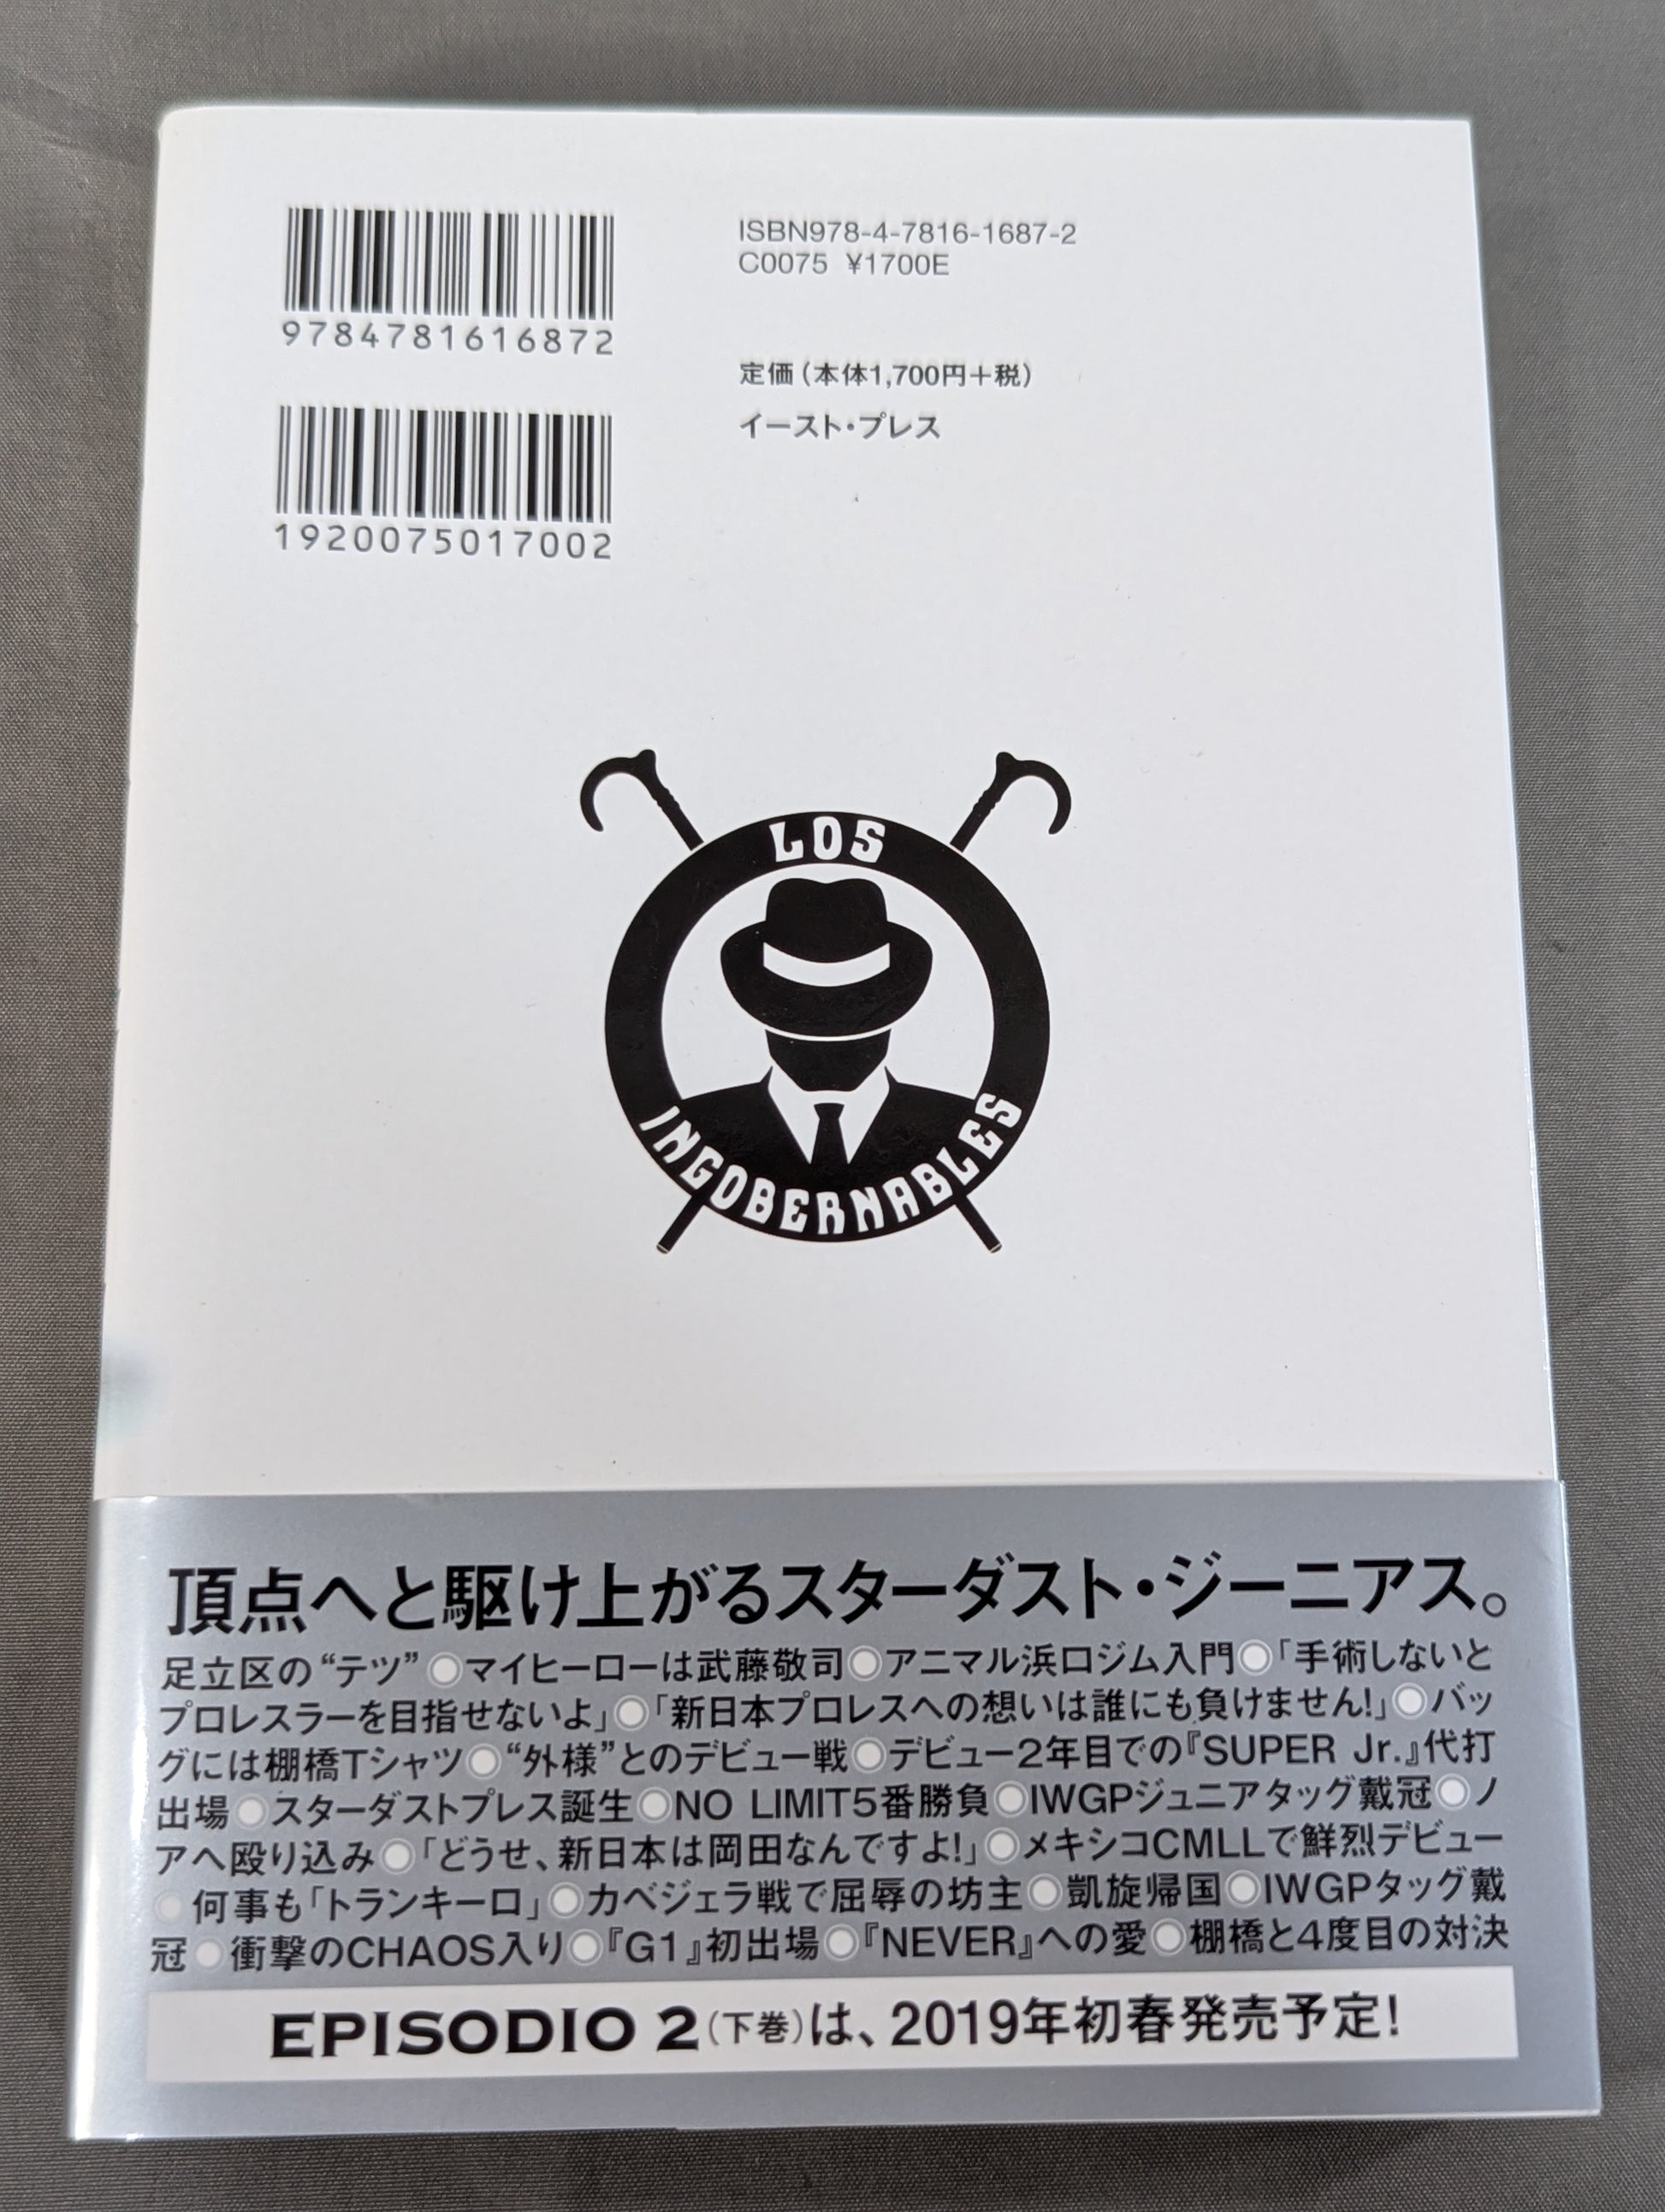 9784781616872
ISBN978-4-7816-1687-2
C0075 ¥1700E
定価（本体1,700円＋税）
イースト・プレス
1920075017002
LOS
INGOBERNABLES
頂点へと駆け上がるスターダスト・ジーニアス。
足立区の“テツ”●マイヒーローは武藤敬司●アニマル浜口ジム入門●「手術しないと
プロレスラーを目指せないよ」●「新日本プロレスへの想いは誰にも負けません!」●バッ
グには棚橋Tシャツ●“外様”とのデビュー戦●デビュー2年目での『SUPER Jr.』代打
出場●スターダストプレス誕生●NO LIMIT5番勝負●IWGPジュニアタッグ戴冠●ノ
アへ殴り込み●「どうせ、新日本は岡田なんですよ!」●メキシコCMLLで鮮烈デビュー
●何事も「トランキーロ」●カベジェラ戦で屈辱の坊主●凱旋帰国●IWGPタッグ戴
冠●衝撃のCHAOS入り●『G1』初出場●『NEVER』への愛●棚橋と4度目の対決
EPISODIO 2（下巻）は、2019年初春発売予定!